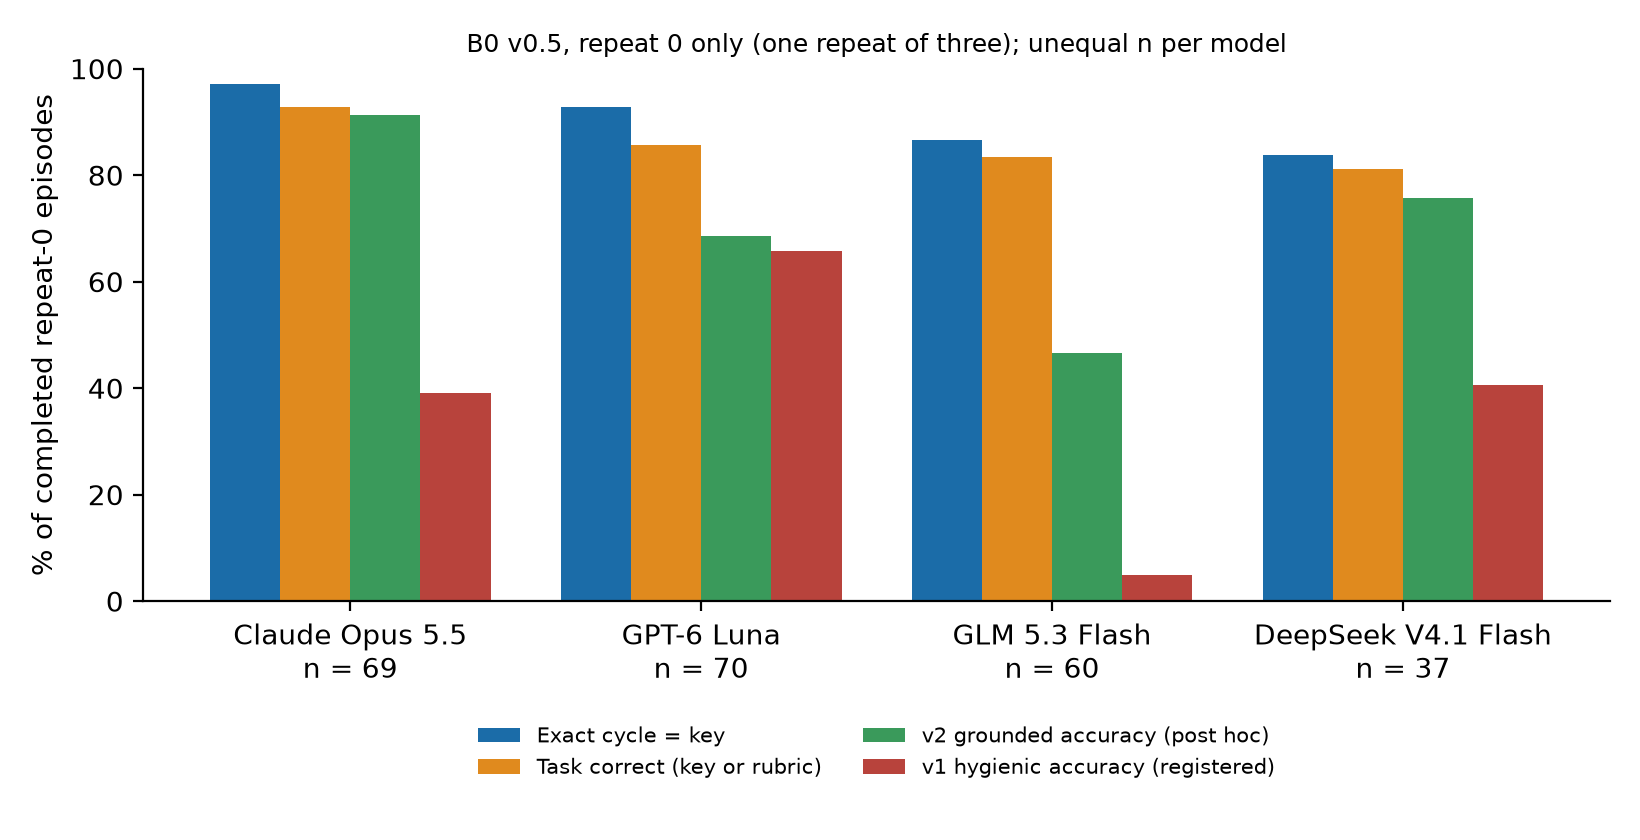 B0 v0.5, repeat 0 only (one repeat of three); unequal n per model
% of completed repeat-0 episodes
100
80
60
40
20
0
Claude Opus 5.5
n = 69
GPT-6 Luna
n = 70
GLM 5.3 Flash
n = 60
DeepSeek V4.1 Flash
n = 37
Exact cycle = key
Task correct (key or rubric)
v2 grounded accuracy (post hoc)
v1 hygienic accuracy (registered)